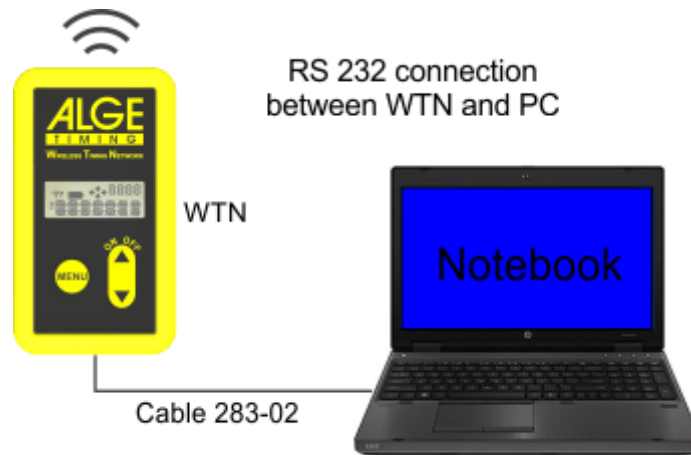 RS 232 connection
between WTN and PC
ALGE
TIMING
WIRELESS TIMING NETWORK
WTN
ON OFF
MENU
Notebook
Cable 283-02